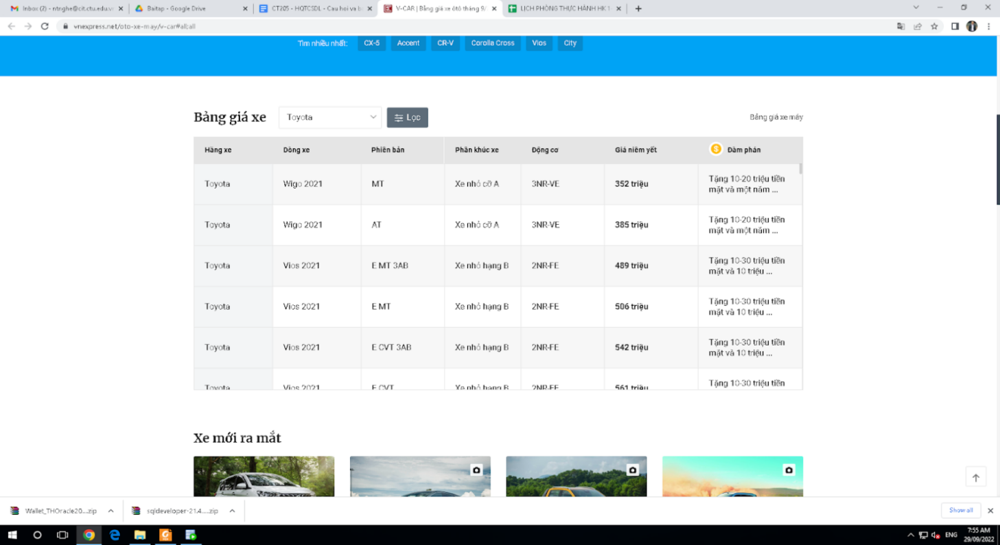 Inbox (2) - ntnghe@cit.ctu.edu.vn
Baitap - Google Drive
CT205 - HQTCSDL - Cau hoi va b
V-CAR | Bảng giá xe ôtô tháng 9/
LỊCH PHÒNG THỰC HÀNH HK 1
vnexpress.net/oto-xe-may/v-car#all;all
Tìm nhiều nhất: CX-5 Accent CR-V Corolla Cross Vios City
Bảng giá xe Toyota Lọc Bảng giá xe máy
Hãng xe Dòng xe Phiên bản Phân khúc xe Động cơ Giá niêm yết $ Đàm phán
Toyota Wigo 2021 MT Xe nhỏ cỡ A 3NR-VE 352 triệu Tặng 10-20 triệu tiền
mặt và một năm ...
Toyota Wigo 2021 AT Xe nhỏ cỡ A 3NR-VE 385 triệu Tặng 10-20 triệu tiền
mặt và một năm ...
Toyota Vios 2021 E MT 3AB Xe nhỏ hạng B 2NR-FE 489 triệu Tặng 10-30 triệu tiền
mặt và 10 triệu ...
Toyota Vios 2021 E MT Xe nhỏ hạng B 2NR-FE 506 triệu Tặng 10-30 triệu tiền
mặt và 10 triệu ...
Toyota Vios 2021 E CVT 3AB Xe nhỏ hạng B 2NR-FE 542 triệu Tặng 10-30 triệu tiền
mặt và 10 triệu ...
Toyota Vios 2021 E CVT Xe nhỏ hạng B 2NR-FE 561 triệu Tặng 10-30 triệu tiền
Xe mới ra mắt
Wallet_THOracle20....zip
sqldeveloper-21.4....zip
Show all
ENG
7:55 AM
29/09/2022